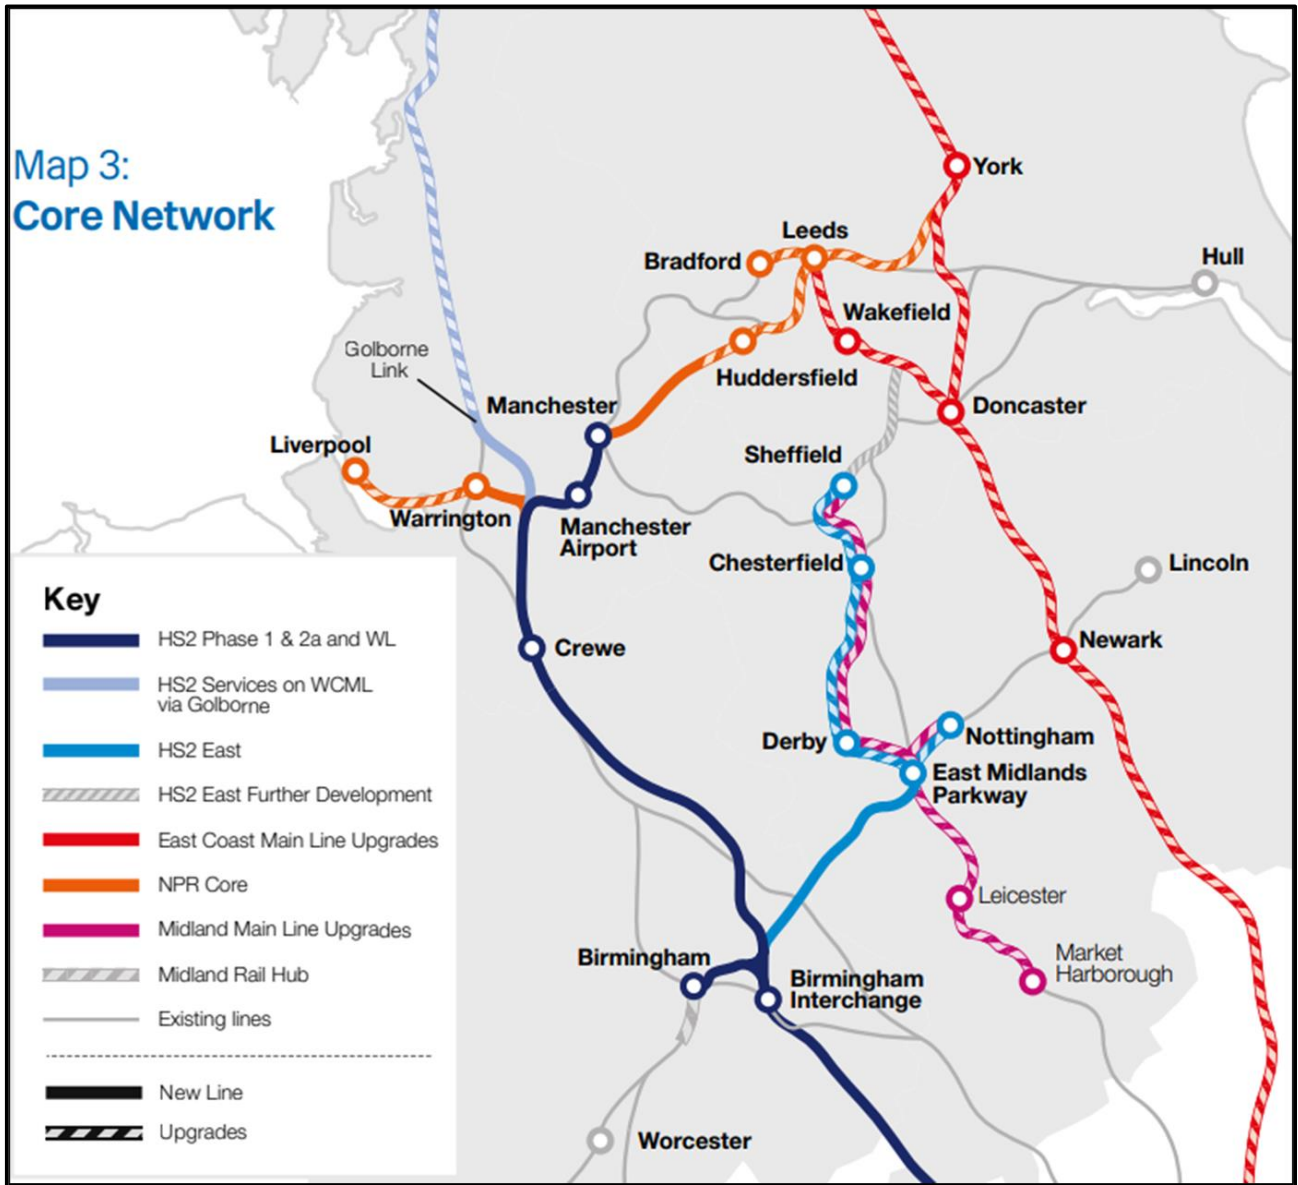 Map 3:
Core Network
York
Leeds
Bradford
Hull
Wakefield
Golborne
Link
Huddersfield
Manchester
Doncaster
Liverpool
Sheffield
Warrington
Manchester
Airport
Chesterfield
Lincoln
Crewe
Newark
Derby
Nottingham
East Midlands
Parkway
Leicester
Birmingham
Market
Harborough
Birmingham
Interchange
Worcester
Key
HS2 Phase 1 & 2a and WL
HS2 Services on WCML
via Golborne
HS2 East
HS2 East Further Development
East Coast Main Line Upgrades
NPR Core
Midland Main Line Upgrades
Midland Rail Hub
Existing lines
New Line
Upgrades